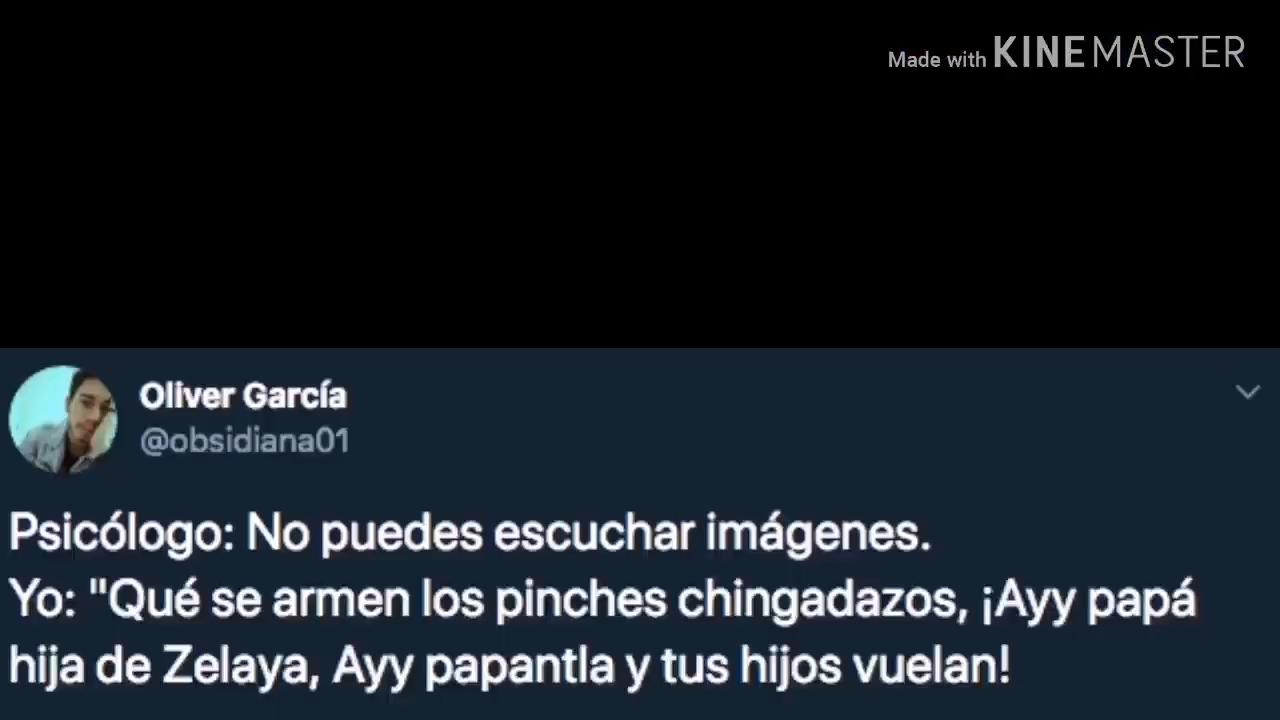 Made with KINEMASTER
Oliver García
@obsidiana01
Psicólogo: No puedes escuchar imágenes.
Yo: "Qué se armen los pinches chingadazos, ¡Ayy papá
hija de Zelaya, Ayy papantla y tus hijos vuelan!